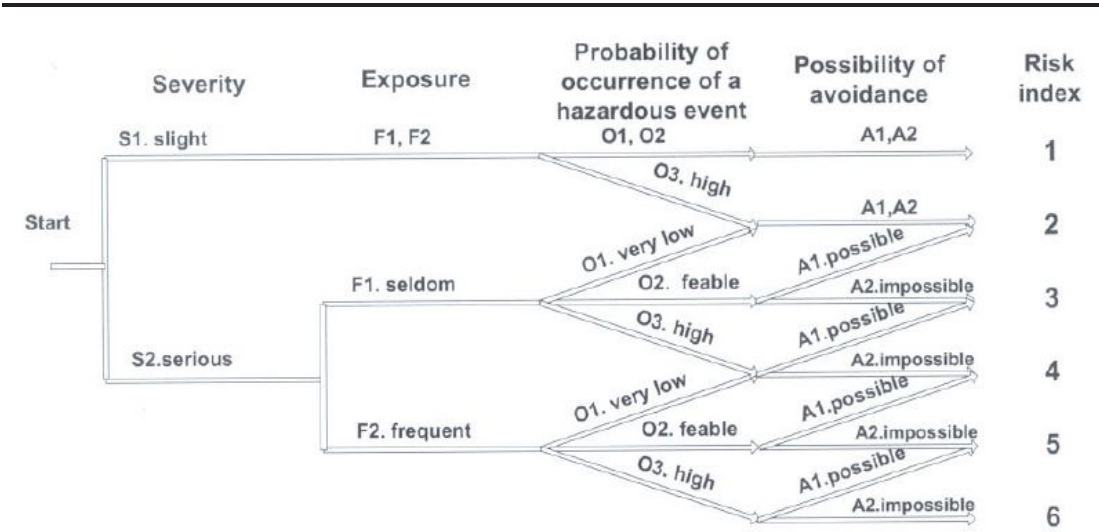 Severity
Exposure
Probability of
occurrence of a
hazardous event
Possibility of
avoidance
Risk
index
S1. slight
F1, F2
O1, O2
A1,A2
1
O3. high
Start
A1,A2
2
O1. very low
A1.possible
F1. seldom
O2. feable
A2.impossible
3
O3. high
A1.possible
S2.serious
A2.impossible
4
O1. very low
A1.possible
F2. frequent
O2. feable
A2.impossible
5
O3. high
A1.possible
A2.impossible
6